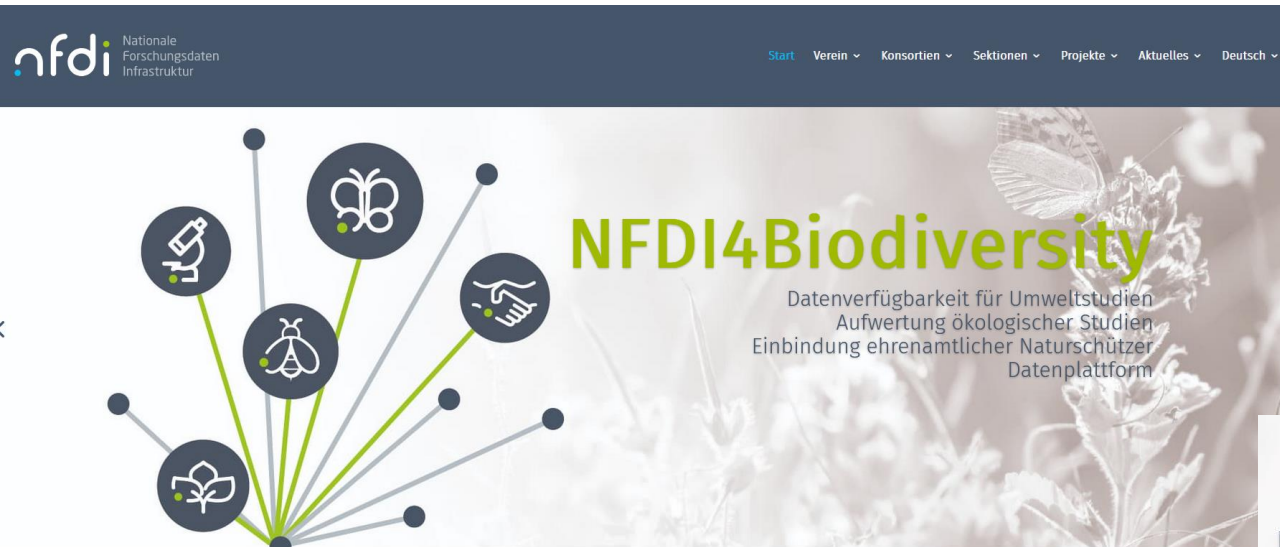 nfdi
Nationale
Forschungsdaten
Infrastruktur
Start Verein Konsortien Sektionen Projekte Aktuelles Deutsch
NFDI4Biodiversity
Datenverfügbarkeit für Umweltstudien
Aufwertung ökologischer Studien
Einbindung ehrenamtlicher Naturschützer
Datenplattform